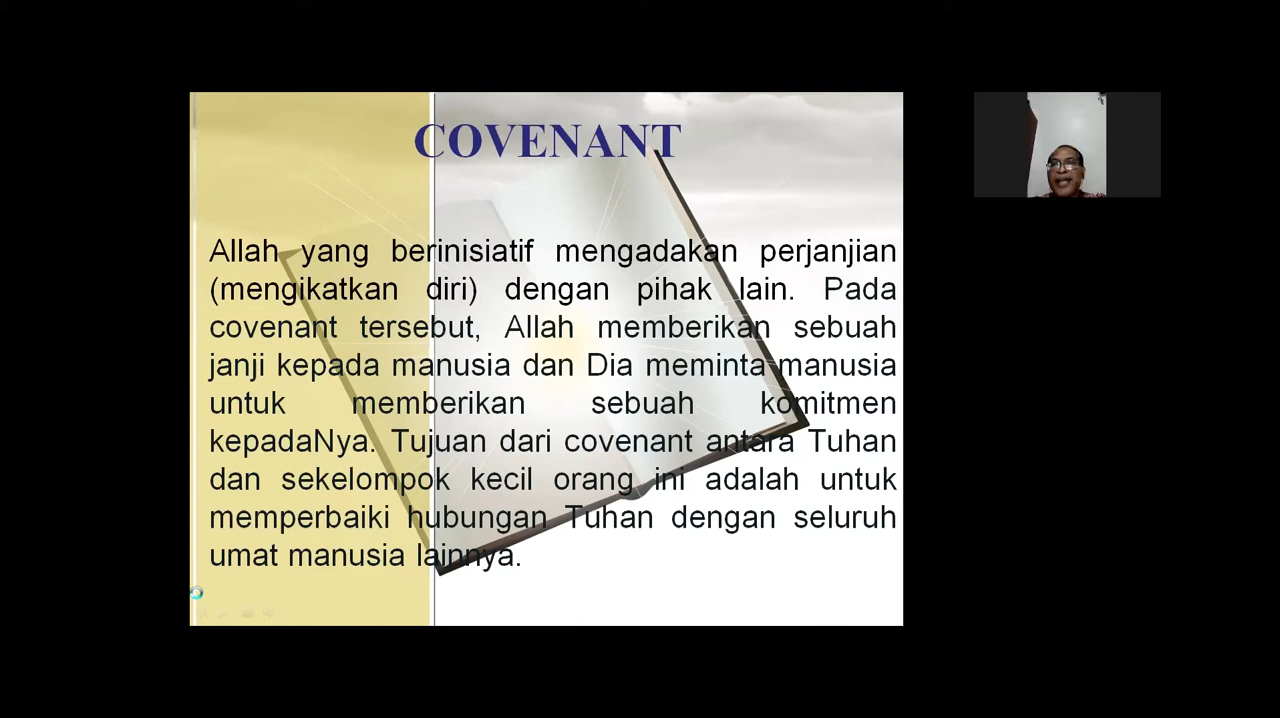 COVENANT
Allah yang berinisiatif mengadakan perjanjian
(mengikatkan diri) dengan pihak lain. Pada
covenant tersebut, Allah memberikan sebuah
janji kepada manusia dan Dia meminta manusia
untuk memberikan sebuah komitmen
kepadaNya. Tujuan dari covenant antara Tuhan
dan sekelompok kecil orang ini adalah untuk
memperbaiki hubungan Tuhan dengan seluruh
umat manusia lainnya.